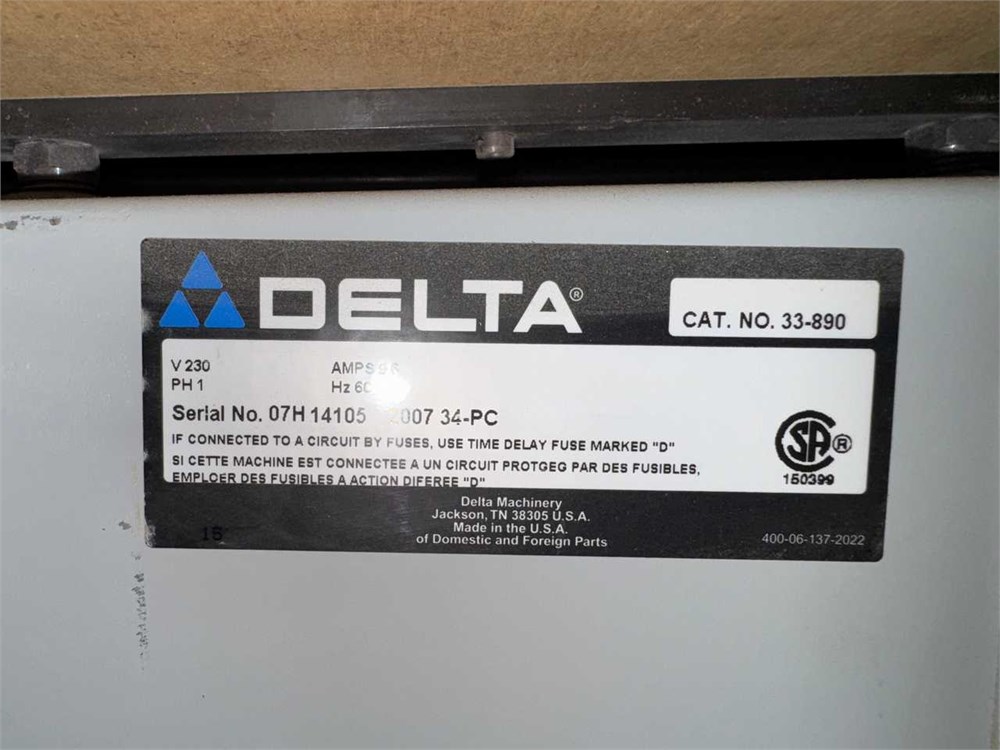 DELTA®
CAT. NO. 33-890
V 230
AMPS
PH 1
Hz 60
Serial No. 07H 14105 2007 34-PC
IF CONNECTED TO A CIRCUIT BY FUSES, USE TIME DELAY FUSE MARKED "D"
SI CETTE MACHINE EST CONNECTEE A UN CIRCUIT PROTGEG PAR DES FUSIBLES,
EMPLOER DES FUSIBLES A ACTION DIFEREE "D"
SA®
150399
Delta Machinery
Jackson, TN 38305 U.S.A.
Made in the U.S.A.
of Domestic and Foreign Parts
15
400-06-137-2022